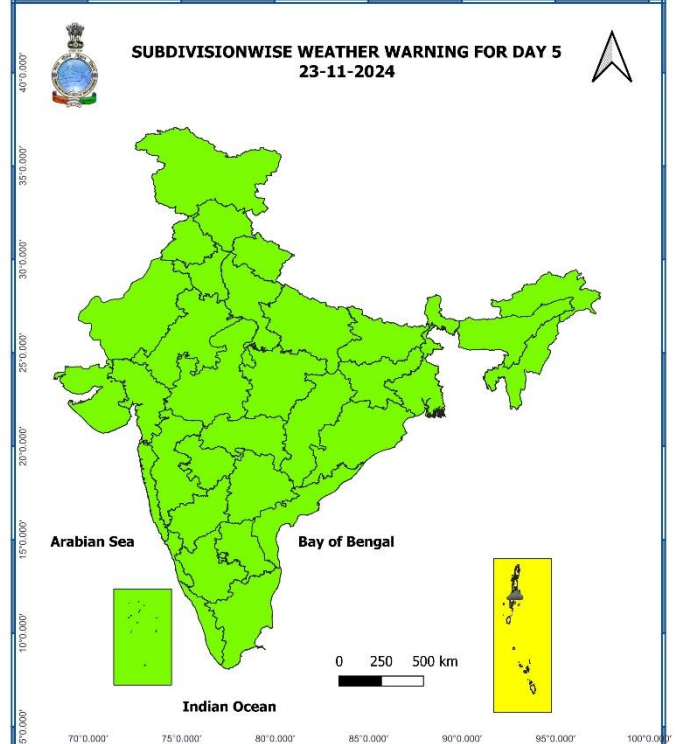 SUBDIVISIONWISE WEATHER WARNING FOR DAY 5
23-11-2024
40°0.000'
35°0.000'
30°0.000'
25°0.000'
20°0.000'
15°0.000'
10°0.000'
5°0.000'
Arabian Sea
Bay of Bengal
0 250 500 km
Indian Ocean
70°0.000' 75°0.000' 80°0.000' 85°0.000' 90°0.000' 95°0.000' 100°0.000'